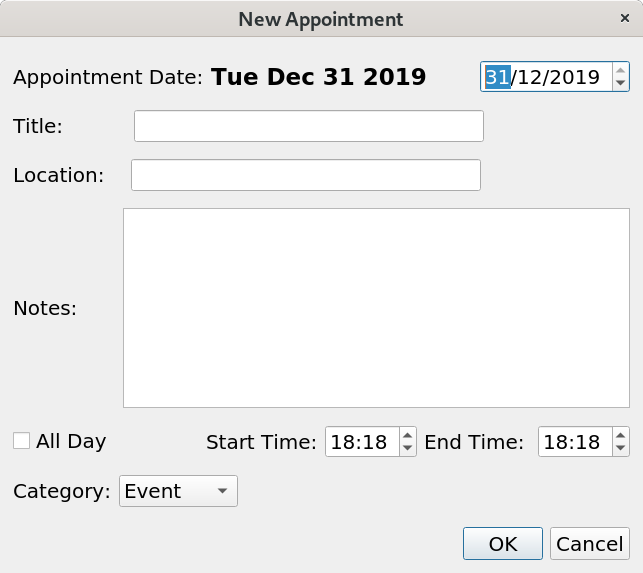 New Appointment ×
Appointment Date: Tue Dec 31 2019 31/12/2019
Title:
Location:
Notes:
All Day Start Time: 18:18 End Time: 18:18
Category: Event
OK Cancel